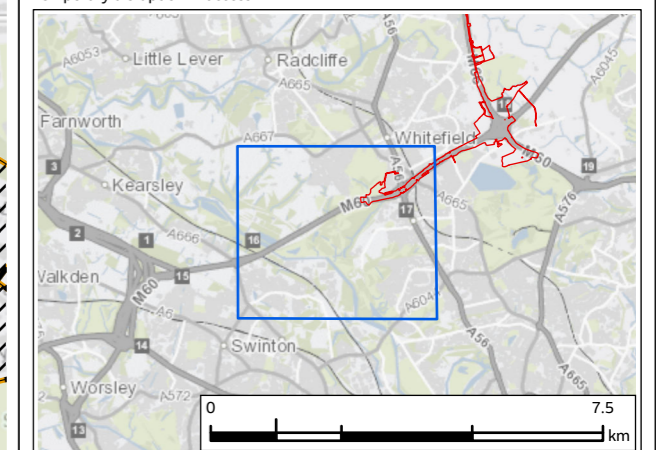 A56
A6053
Little Lever
Radcliffe
A665
M66
A6045
Farnworth
A667
Whitefield
M60
19
3
Kearsley
A56
A665
A576
M60
17
2
1
A666
16
15
Walkden
M60
A6
A604
A56
14
Swinton
A665
Worsley
A572
13
0
7.5
km